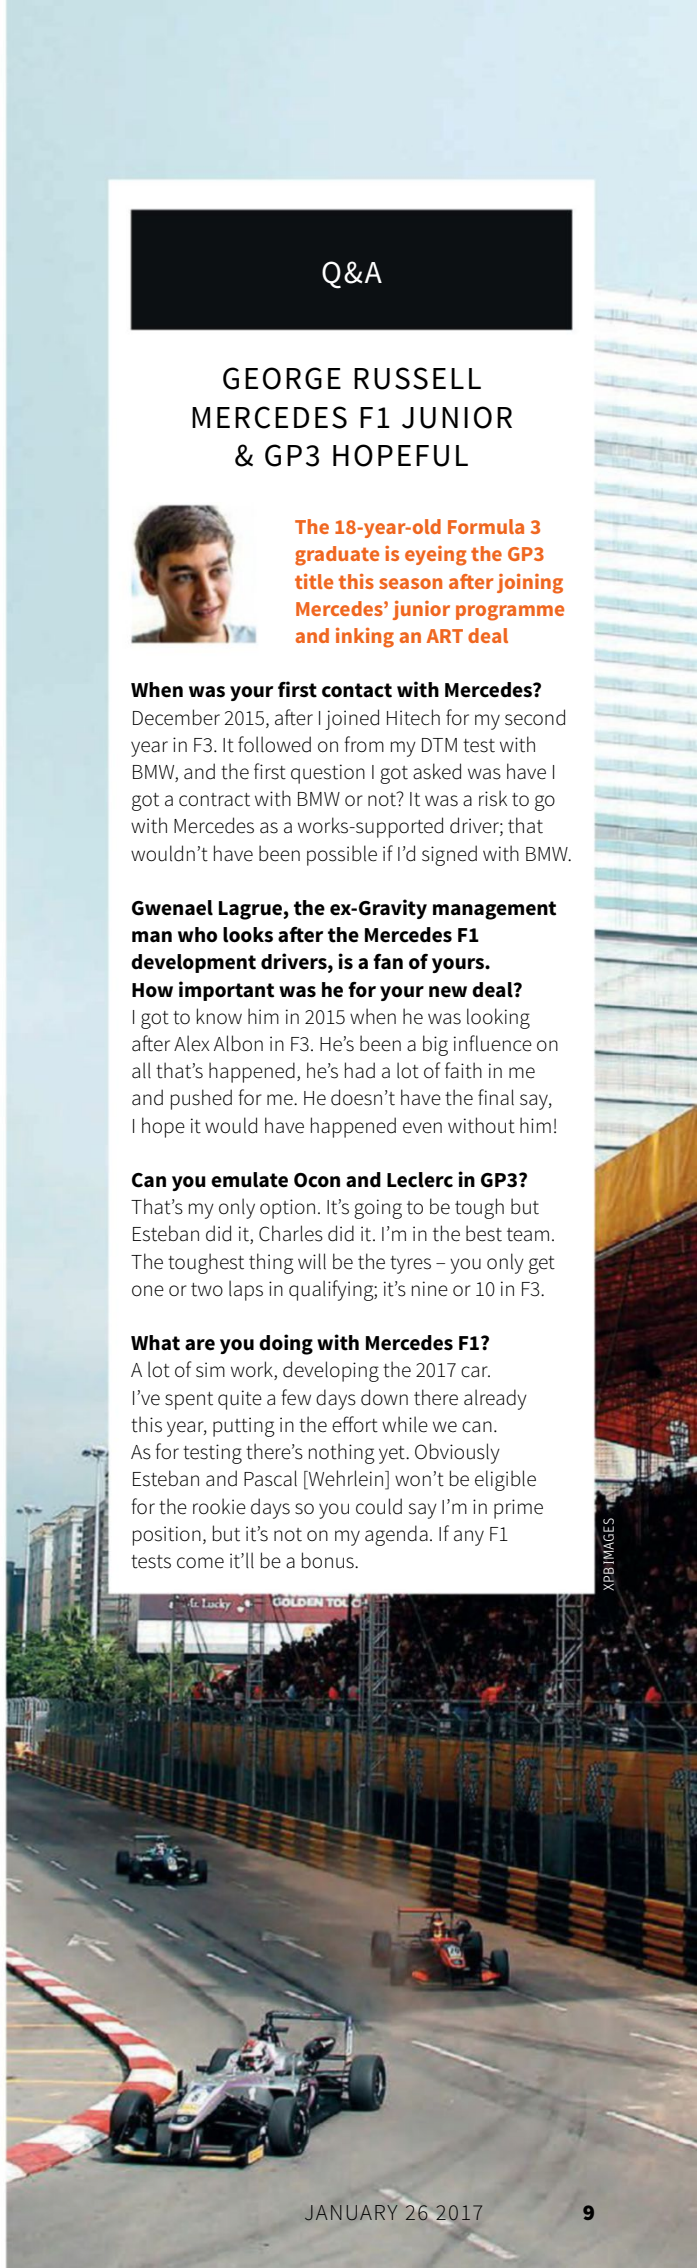 Q&A
GEORGE RUSSELL
MERCEDES F1 JUNIOR
& GP3 HOPEFUL
The 18-year-old Formula 3
graduate is eyeing the GP3
title this season after joining
Mercedes’ junior programme
and inking an ART deal
When was your first contact with Mercedes?
December 2015, after I joined Hitech for my second
year in F3. It followed on from my DTM test with
BMW, and the first question I got asked was have I
got a contract with BMW or not? It was a risk to go
with Mercedes as a works-supported driver; that
wouldn’t have been possible if I’d signed with BMW.
Gwenael Lagrue, the ex-Gravity management
man who looks after the Mercedes F1
development drivers, is a fan of yours.
How important was he for your new deal?
I got to know him in 2015 when he was looking
after Alex Albon in F3. He’s been a big influence on
all that’s happened, he’s had a lot of faith in me
and pushed for me. He doesn’t have the final say,
I hope it would have happened even without him!
Can you emulate Ocon and Leclerc in GP3?
That’s my only option. It’s going to be tough but
Esteban did it, Charles did it. I’m in the best team.
The toughest thing will be the tyres – you only get
one or two laps in qualifying; it’s nine or 10 in F3.
What are you doing with Mercedes F1?
A lot of sim work, developing the 2017 car.
I’ve spent quite a few days down there already
this year, putting in the effort while we can.
As for testing there’s nothing yet. Obviously
Esteban and Pascal [Wehrlein] won’t be eligible
for the rookie days so you could say I’m in prime
position, but it’s not on my agenda. If any F1
tests come it’ll be a bonus.
XPB IMAGES
Mr. Lucky
GOLDEN
JANUARY 26 2017
9